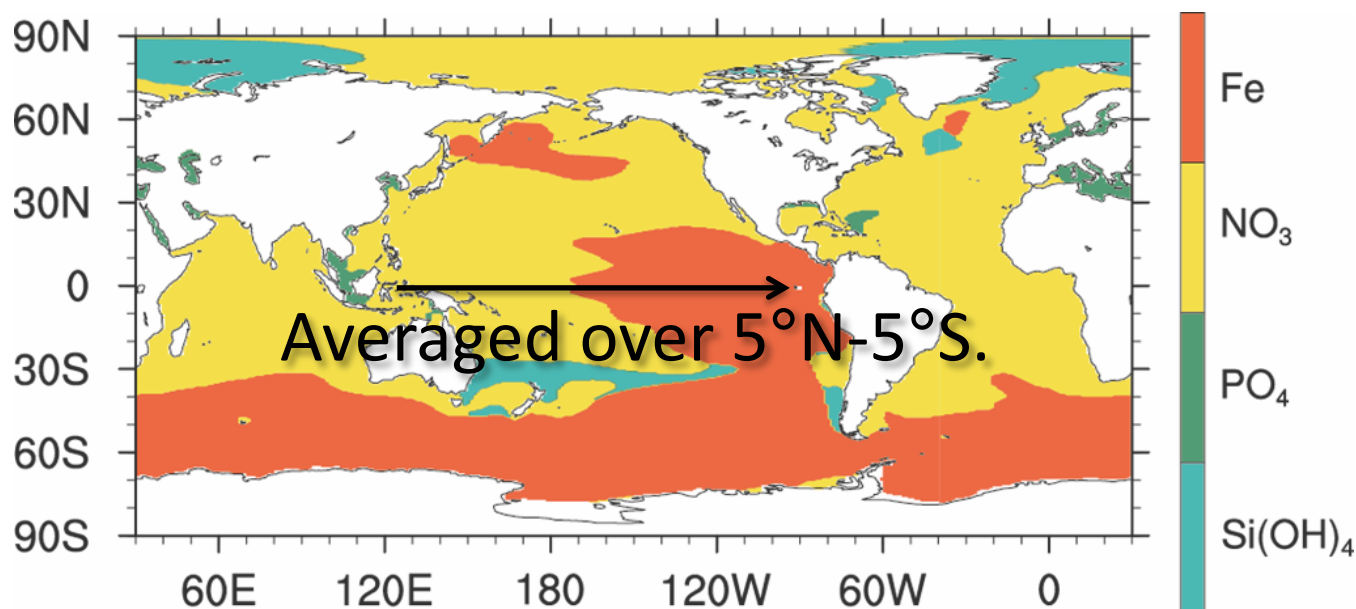 90N
60N
30N
0
30S
60S
90S
60E 120E 180 120W 60W 0
Averaged over 5°N-5°S.
Fe
NO₃
PO₄
Si(OH)₄